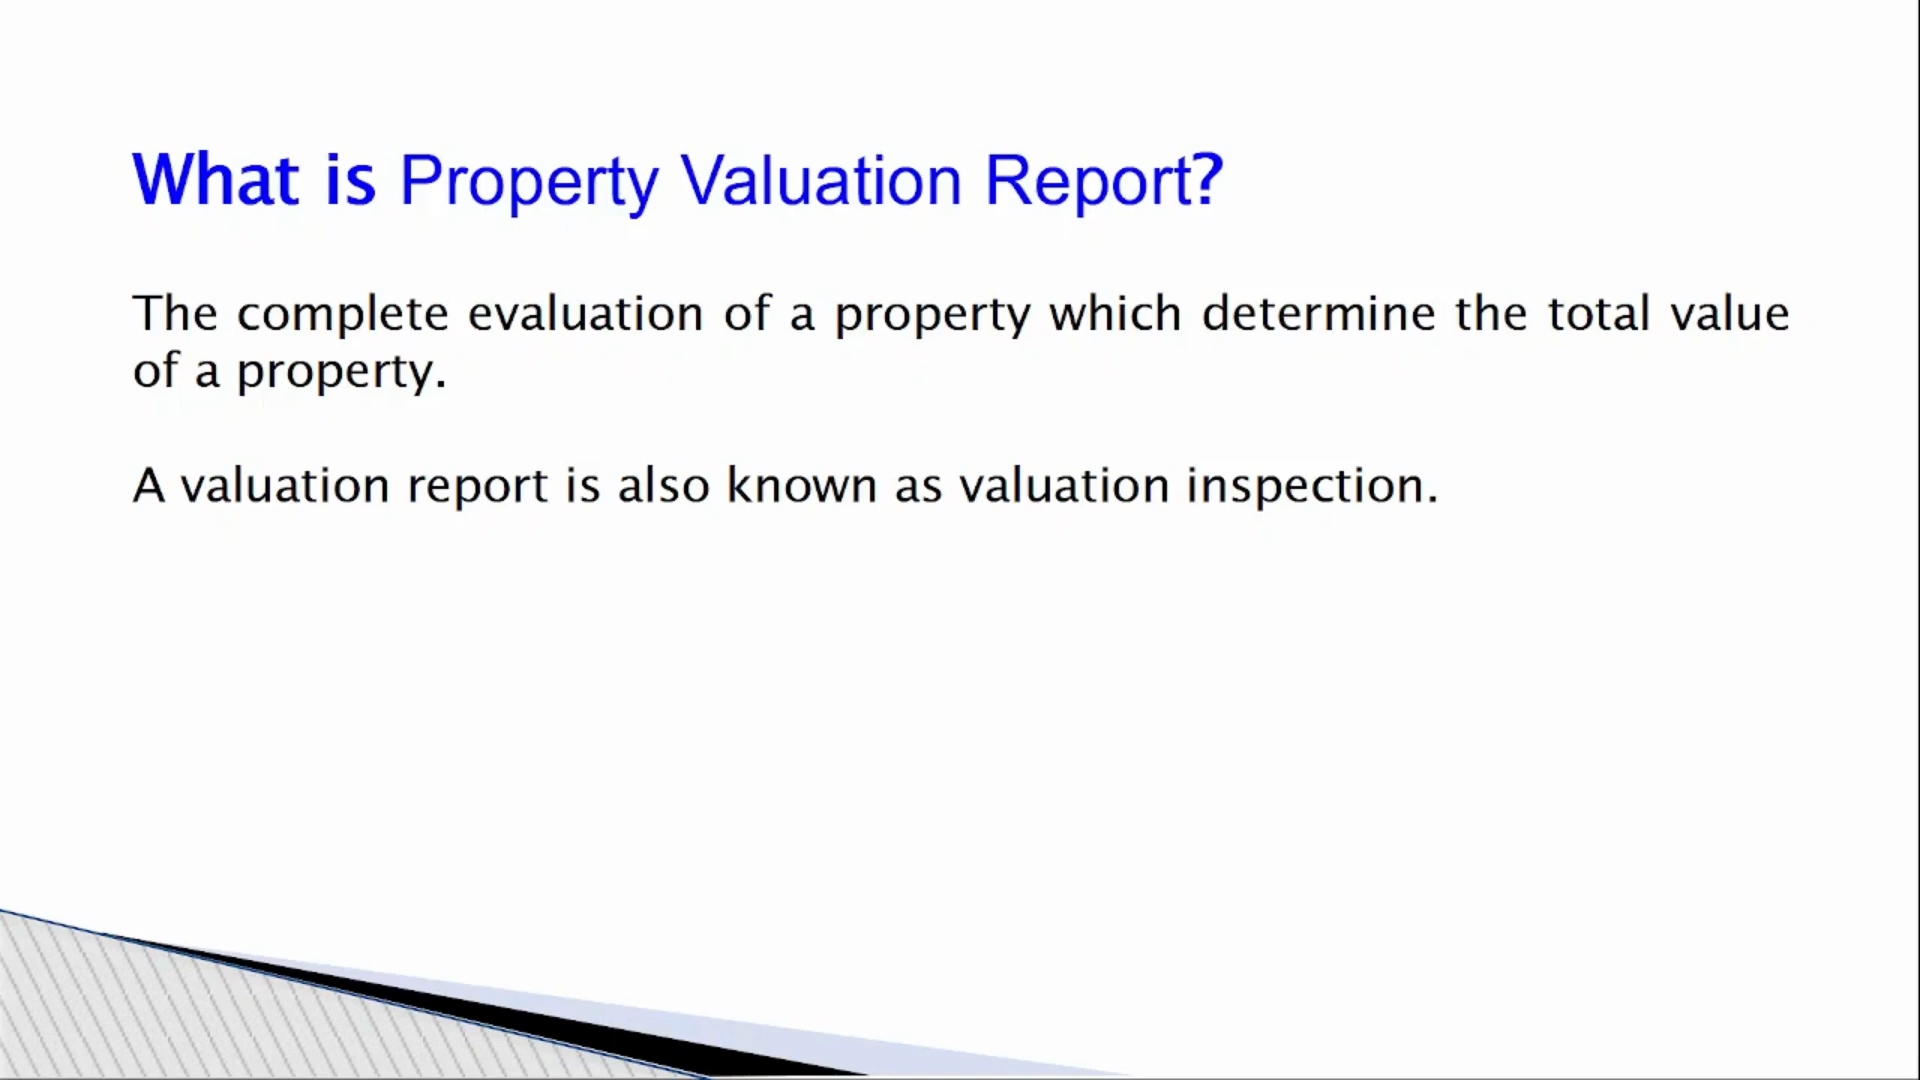 What is Property Valuation Report?
The complete evaluation of a property which determine the total value
of a property.
A valuation report is also known as valuation inspection.